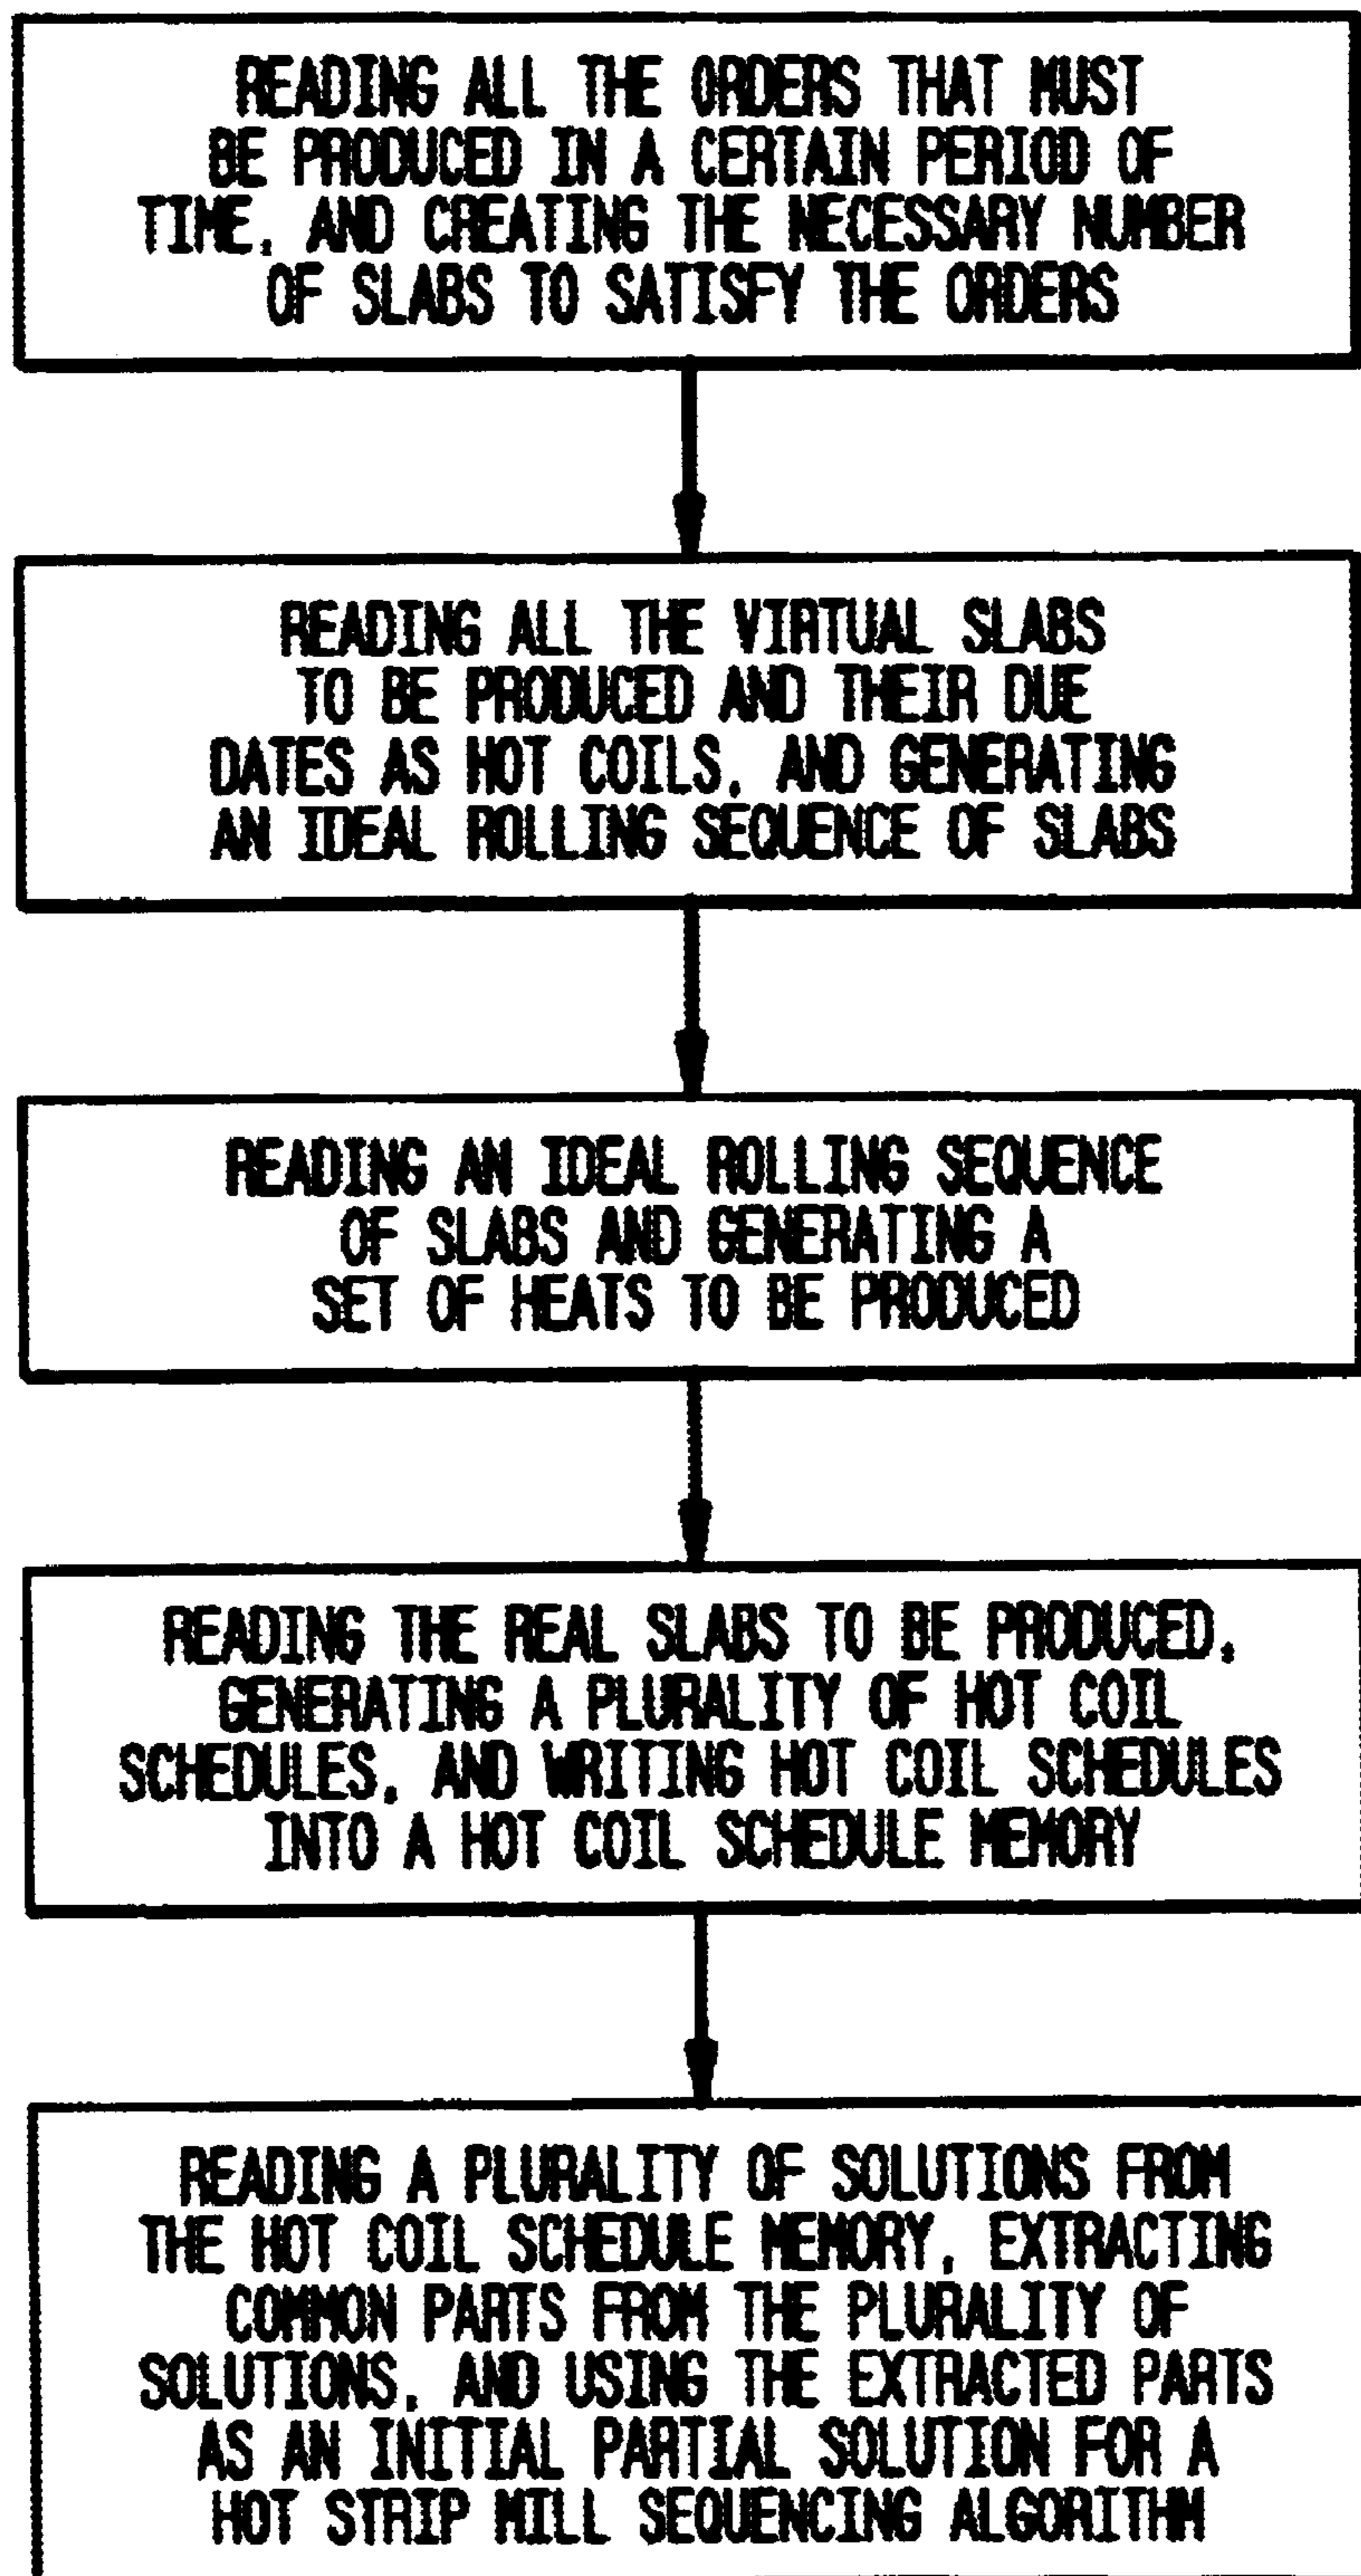 READING ALL THE ORDERS THAT MUST
BE PRODUCED IN A CERTAIN PERIOD OF
TIME, AND CREATING THE NECESSARY NUMBER
OF SLABS TO SATISFY THE ORDERS
READING ALL THE VIRTUAL SLABS
TO BE PRODUCED AND THEIR DUE
DATES AS HOT COILS, AND GENERATING
AN IDEAL ROLLING SEQUENCE OF SLABS
READING AN IDEAL ROLLING SEQUENCE
OF SLABS AND GENERATING A
SET OF HEATS TO BE PRODUCED
READING THE REAL SLABS TO BE PRODUCED,
GENERATING A PLURALITY OF HOT COIL
SCHEDULES, AND WRITING HOT COIL SCHEDULES
INTO A HOT COIL SCHEDULE MEMORY
READING A PLURALITY OF SOLUTIONS FROM
THE HOT COIL SCHEDULE MEMORY, EXTRACTING
COMMON PARTS FROM THE PLURALITY OF
SOLUTIONS, AND USING THE EXTRACTED PARTS
AS AN INITIAL PARTIAL SOLUTION FOR A
HOT STRIP MILL SEQUENCING ALGORITHM